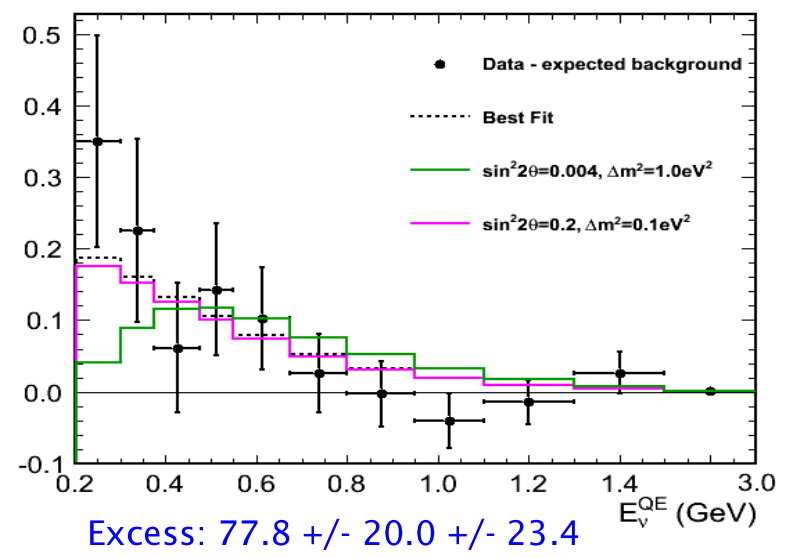 0.5
0.4
0.3
0.2
0.1
0.0
-0.1
Data - expected background
Best Fit
sin²2θ=0.004, Δm²=1.0eV²
sin²2θ=0.2, Δm²=0.1eV²
0.2 0.4 0.6 0.8 1.0 1.2 1.4 3.0
E_ν^QE (GeV)
Excess: 77.8 +/- 20.0 +/- 23.4